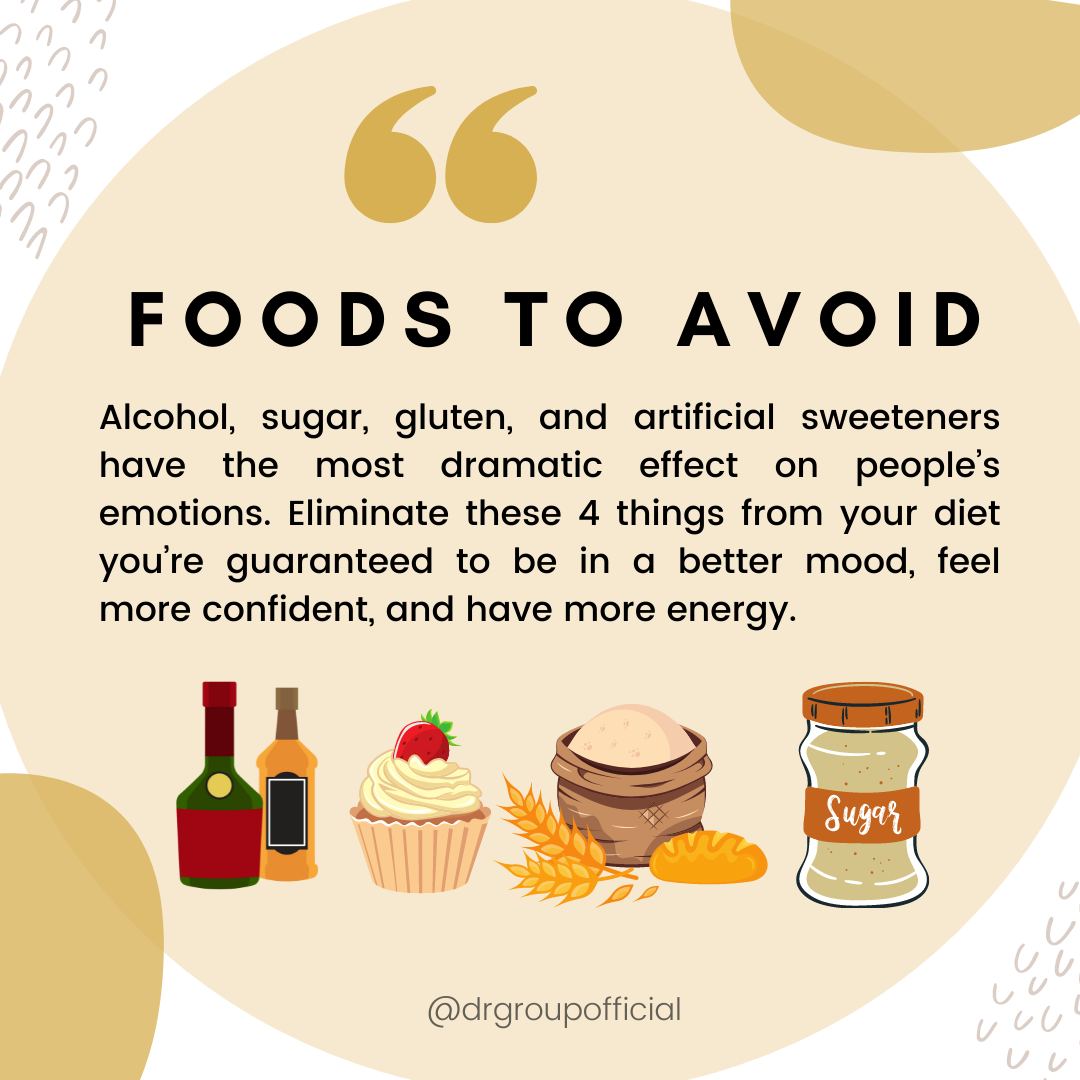 FOODS TO AVOID
Alcohol, sugar, gluten, and artificial sweeteners
have the most dramatic effect on people’s
emotions. Eliminate these 4 things from your diet
you’re guaranteed to be in a better mood, feel
more confident, and have more energy.
Sugar
@drgroupofficial